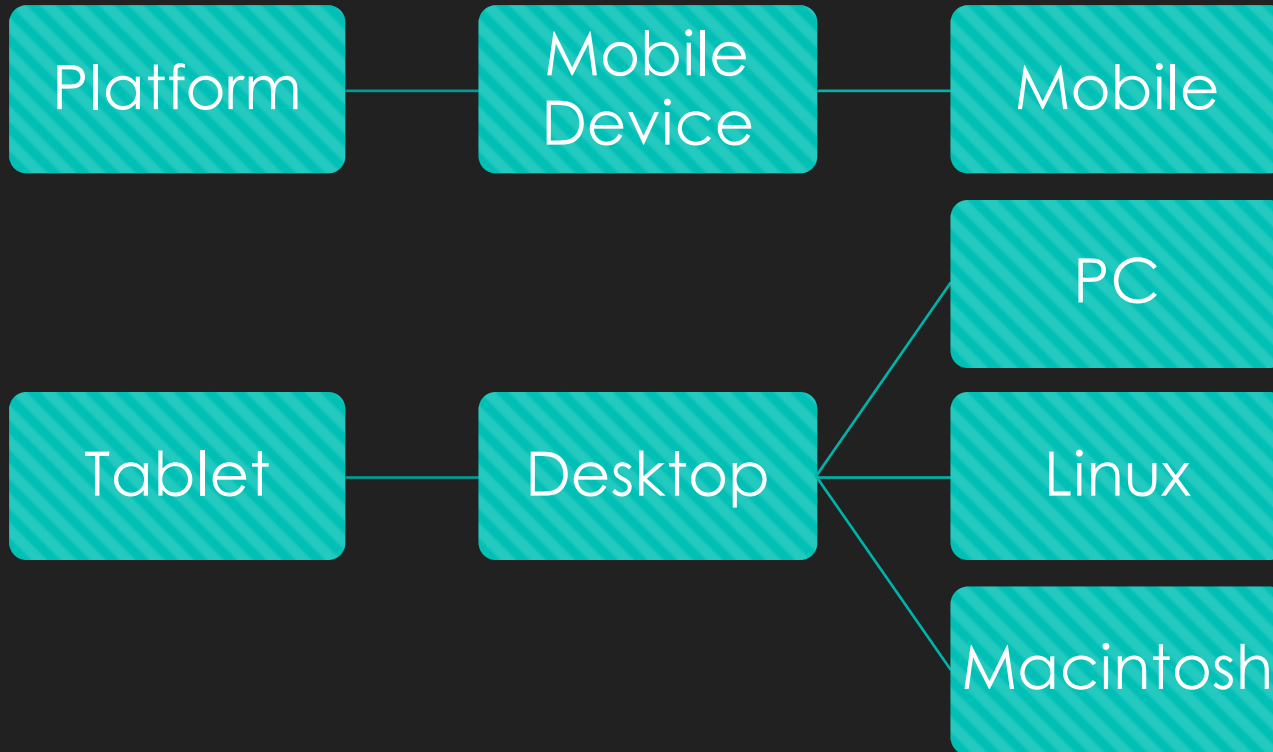 Platform
Mobile
Device
Mobile
PC
Tablet
Desktop
Linux
Macintosh